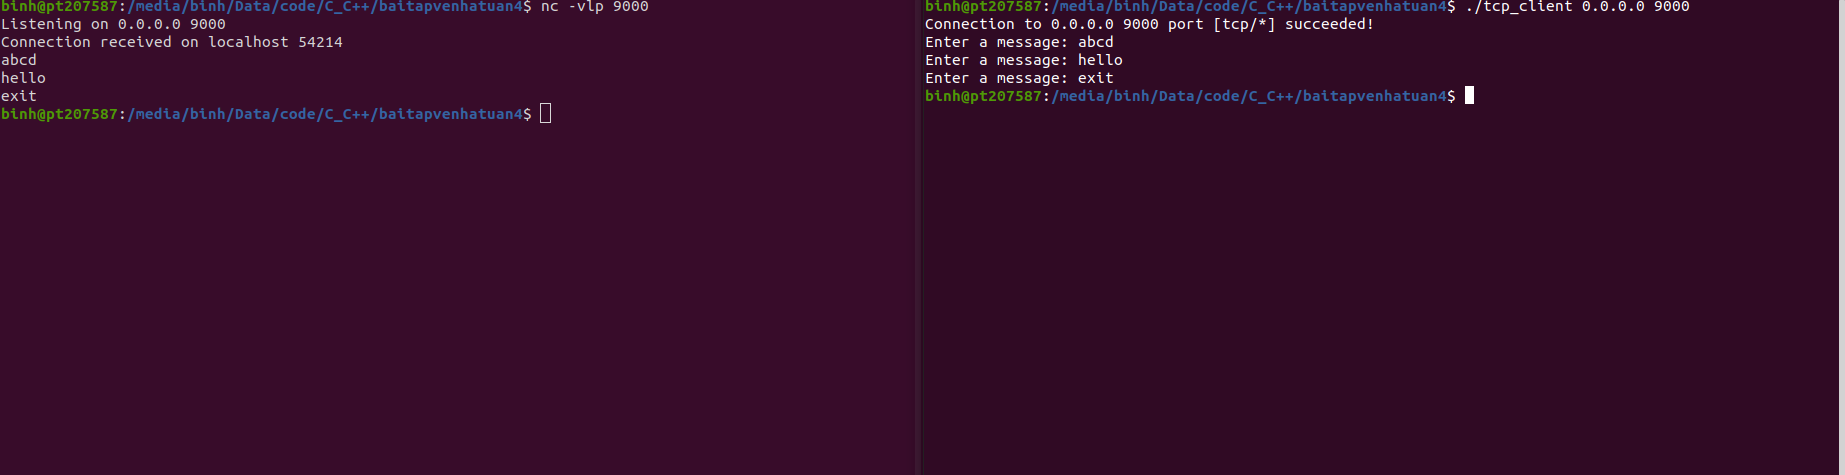 binh@pt207587:/media/binh/Data/code/C_C++/baitapvenhatuan4$ nc -vlp 9000
Listening on 0.0.0.0 9000
Connection received on localhost 54214
abcd
hello
exit
binh@pt207587:/media/binh/Data/code/C_C++/baitapvenhatuan4$
binh@pt207587:/media/binh/Data/code/C_C++/baitapvenhatuan4$ ./tcp_client 0.0.0.0 9000
Connection to 0.0.0.0 9000 port [tcp/*] succeeded!
Enter a message: abcd
Enter a message: hello
Enter a message: exit
binh@pt207587:/media/binh/Data/code/C_C++/baitapvenhatuan4$